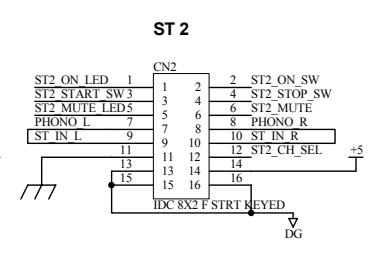 ST 2
CN2
ST2_ON_LED 1 1 2 2 ST2_ON_SW
ST2_START_SW 3 3 4 4 ST2_STOP_SW
ST2_MUTE_LED 5 5 6 6 ST2_MUTE
PHONO_L 7 7 8 8 PHONO_R
ST_IN_L 9 9 10 10 ST_IN_R
11 11 12 12 ST2_CH_SEL +5
13 13 14 14
15 15 16 16
IDC 8X2 F STRT KEYED
DG